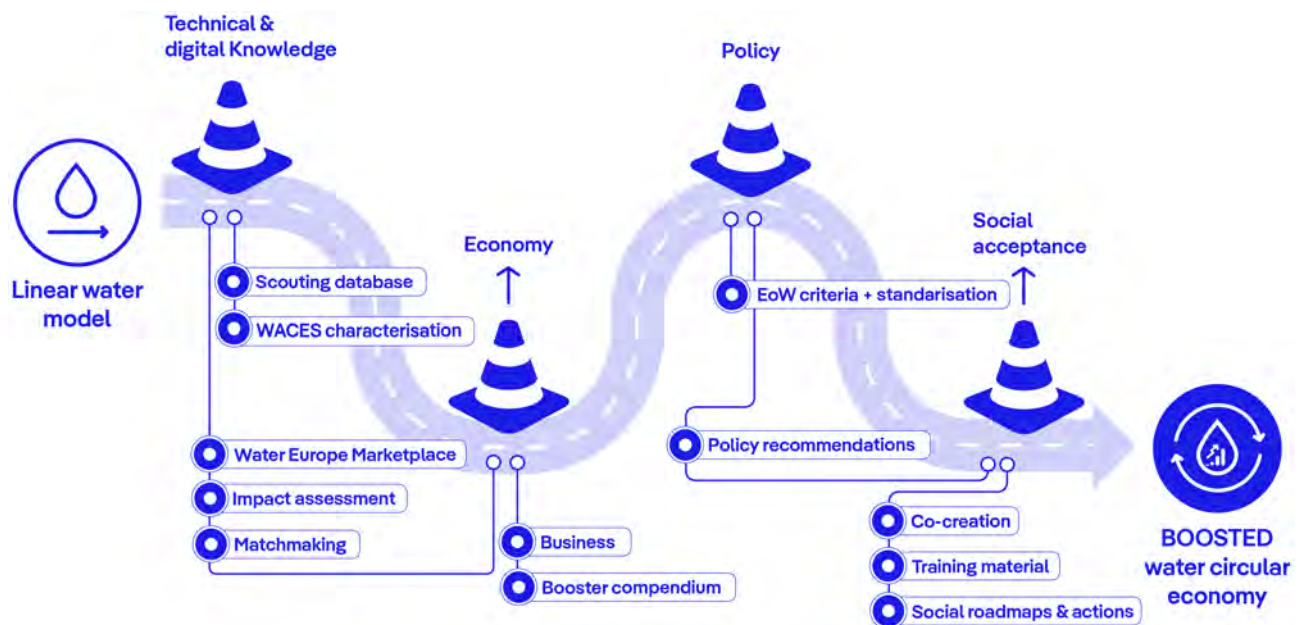 Technical &
digital Knowledge
Policy
Economy
Social
acceptance
Linear water
model
Scouting database
WACES characterisation
EoW criteria + standarisation
Water Europe Marketplace
Impact assessment
Matchmaking
Policy recommendations
Business
Booster compendium
Co-creation
Training material
Social roadmaps & actions
BOOSTED
water circular
economy